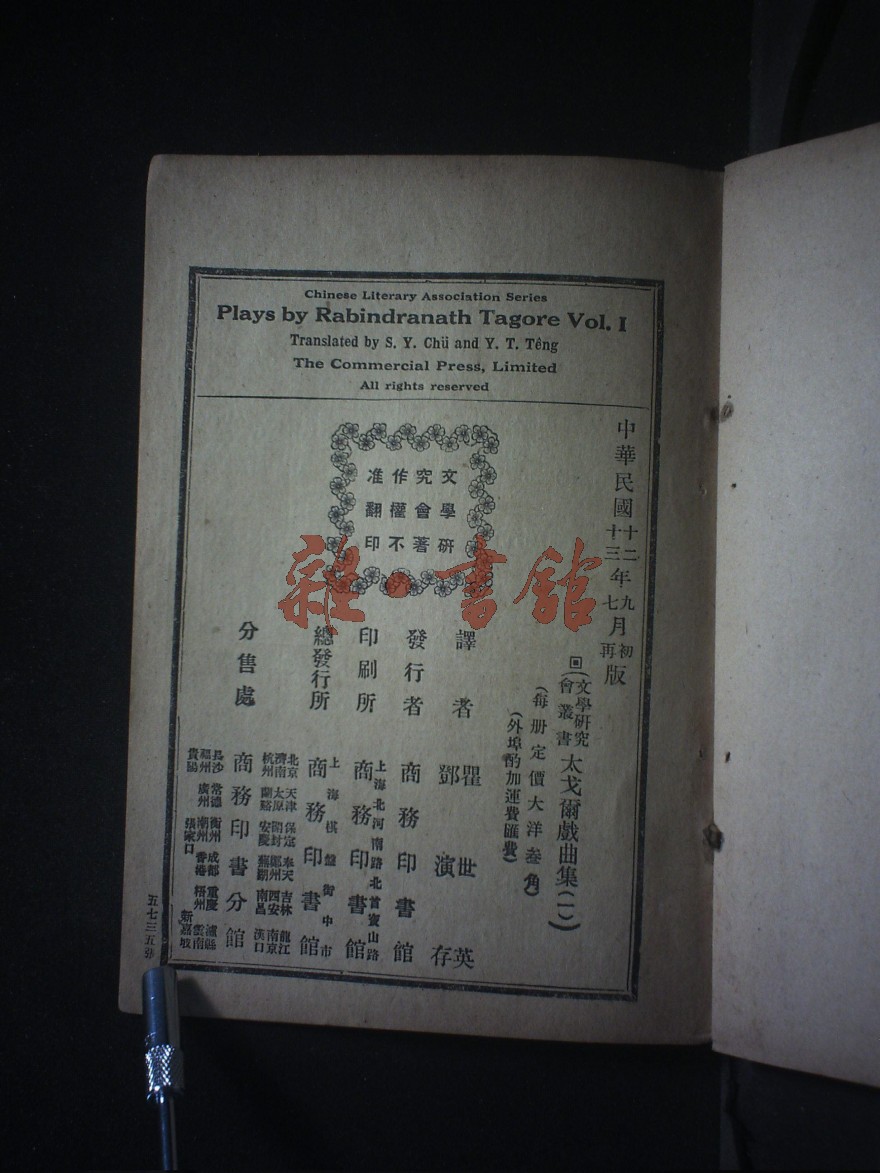 Chinese Literary Association Series
Plays by Rabindranath Tagore Vol. I
Translated by S. Y. Chü and Y. T. Têng
The Commercial Press, Limited
All rights reserved
文學研
究會著
作權不
准翻印
中華民國十二年九月初版
十三年七月再版
回(文學研究會叢書)太戈爾戲曲集(一))
(每册定價大洋叁角)
(外埠酌加運費匯費)
譯者 瞿世英 鄧演存
發行者 商務印書館
印刷所 上海北河南路北首寶山路 商務印書館
總發行所 上海棋盤街中市 商務印書館
分售處 商務印書分館
北京 天津 保定 奉天 吉林 龍江
濟南 太原 開封 鄭州 西安 南京
杭州 蘭谿 安慶 蕪湖 南昌 漢口
長沙 常德 衡州 成都 重慶 瀘縣
福州 廣州 潮州 香港 梧州 雲南
貴陽 張家口 新嘉坡
五七三五張
雜·書館